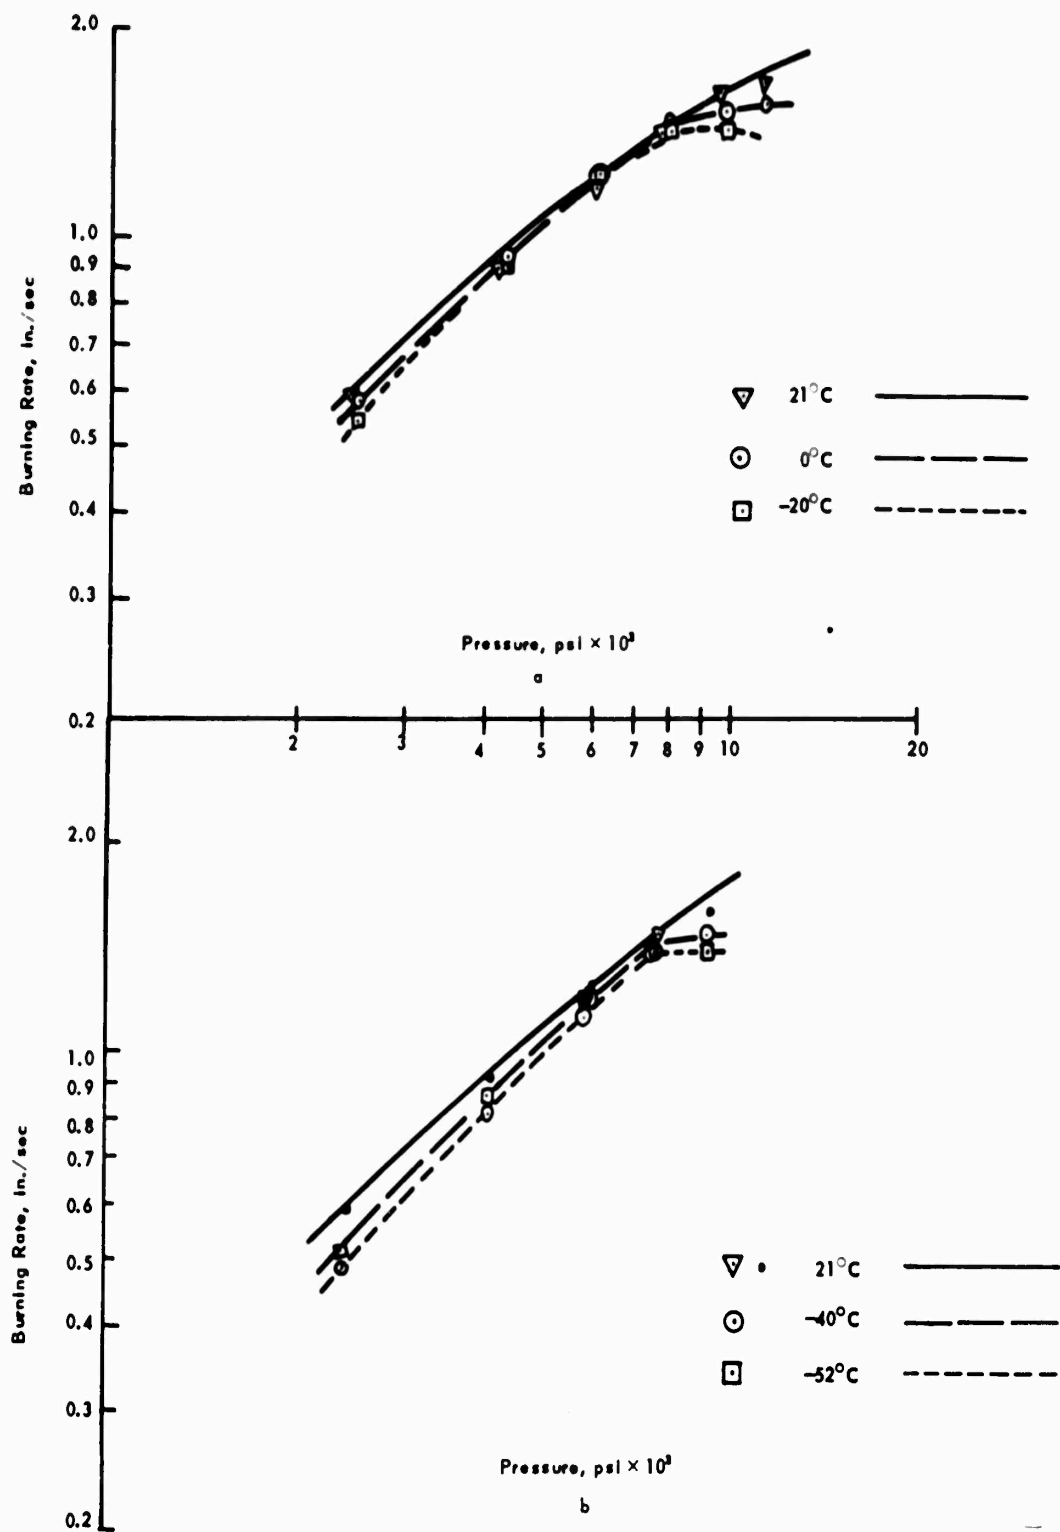 2.0
1.0
0.9
0.8
0.7
0.6
0.5
0.4
0.3
0.2
Burning Rate, in./sec
21°C
0°C
-20°C
Pressure, psi × 10³
a
2 3 4 5 6 7 8 9 10 20
2.0
1.0
0.9
0.8
0.7
0.6
0.5
0.4
0.3
0.2
Burning Rate, in./sec
21°C
-40°C
-52°C
Pressure, psi × 10³
b